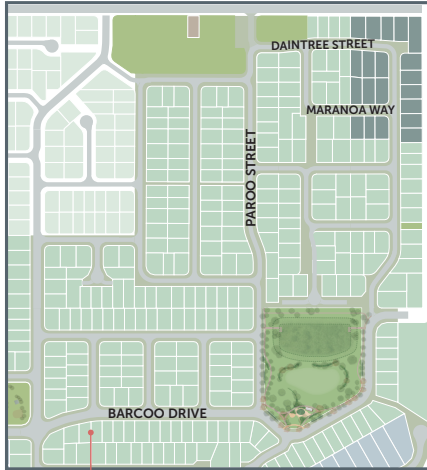 DAINTREE STREET
MARANOA WAY
PAROO STREET
BARCOO DRIVE